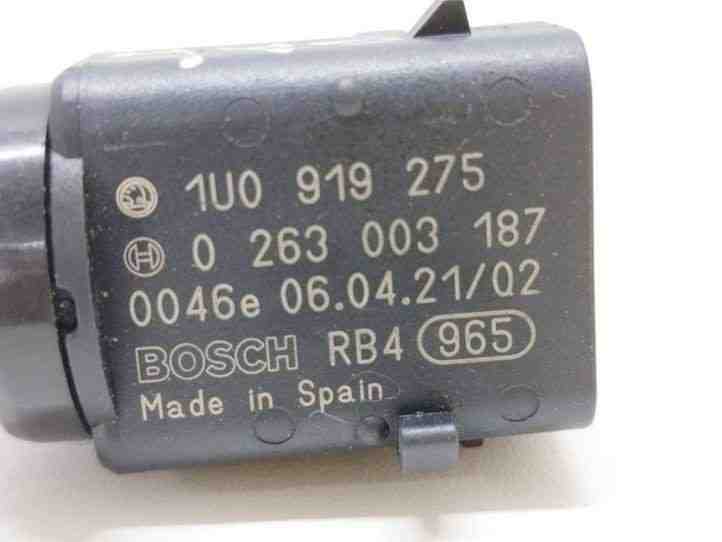 1U0 919 275
0 263 003 187
0046e 06.04.21/02
BOSCH RB4 965
Made in Spain